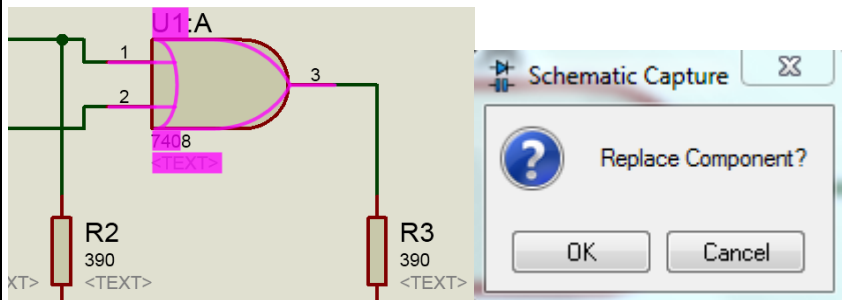 U1:A
1
2
3
7408
<TEXT>
R2
390
<TEXT>
XT>
R3
390
<TEXT>
Schematic Capture
Replace Component?
OK
Cancel